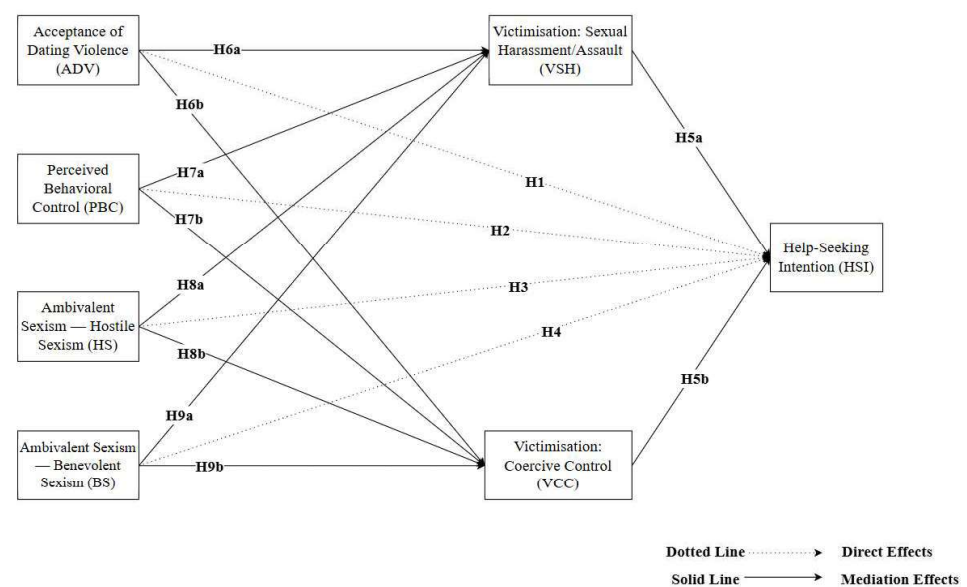 Acceptance of
Dating Violence
(ADV)
Victimisation: Sexual
Harassment/Assault
(VSH)
H6a
H6b
H5a
Perceived
Behavioral
Control (PBC)
H7a
H7b
H1
H2
Help-Seeking
Intention (HSI)
Ambivalent
Sexism — Hostile
Sexism (HS)
H8a
H8b
H3
H4
H5b
H9a
Ambivalent Sexism
— Benevolent
Sexism (BS)
H9b
Victimisation:
Coercive Control
(VCC)
Dotted Line Direct Effects
Solid Line Mediation Effects